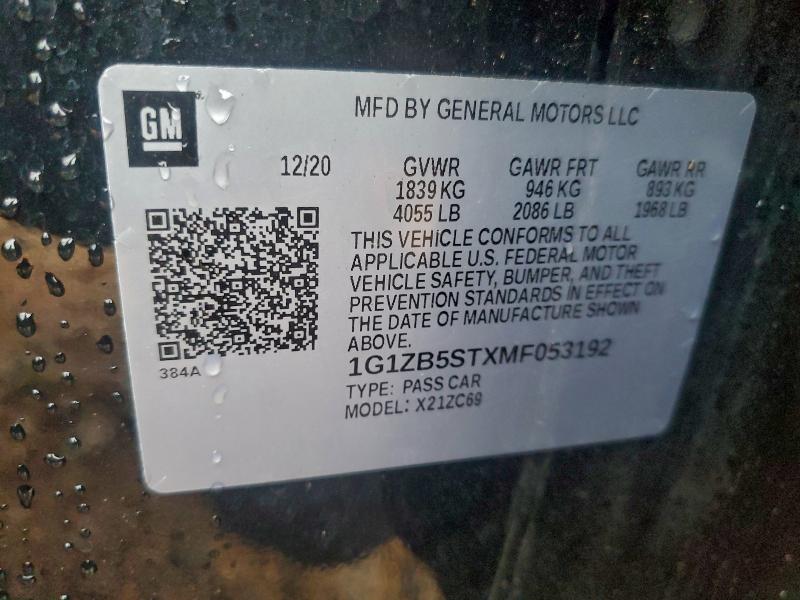 GM
MFD BY GENERAL MOTORS LLC
12/20 GVWR GAWR FRT GAWR RR
1839 KG 946 KG 893 KG
4055 LB 2086 LB 1968 LB
THIS VEHICLE CONFORMS TO ALL
APPLICABLE U.S. FEDERAL MOTOR
VEHICLE SAFETY, BUMPER, AND THEFT
PREVENTION STANDARDS IN EFFECT ON
THE DATE OF MANUFACTURE SHOWN
ABOVE.
384A
1G1ZB5STXMF053192
TYPE: PASS CAR
MODEL: X21ZC69